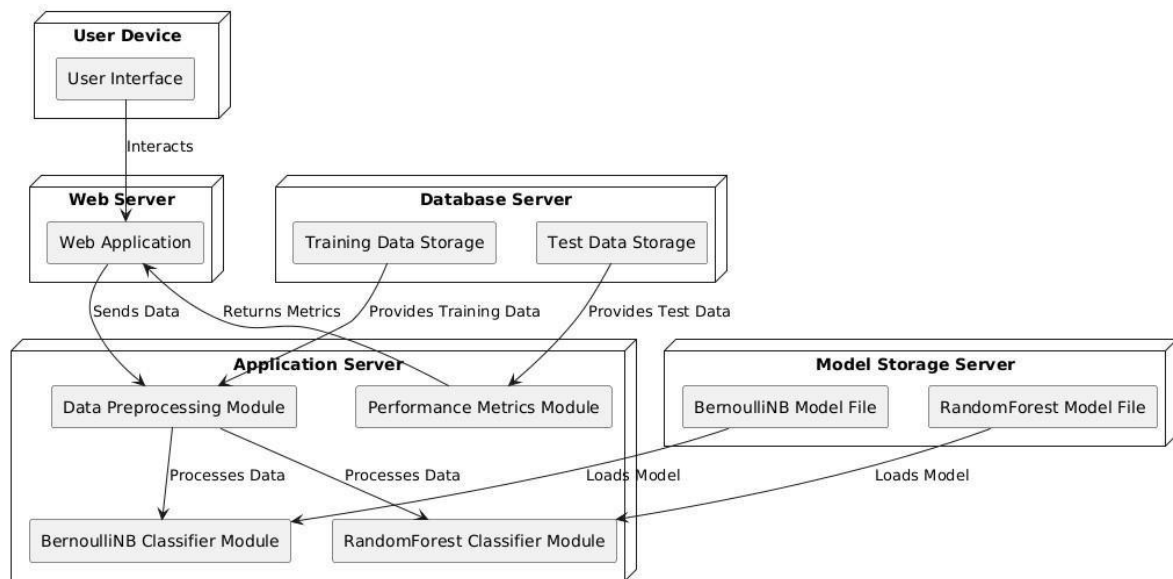 User Device
User Interface
Interacts
Web Server
Database Server
Web Application
Training Data Storage
Test Data Storage
Sends Data
Returns Metrics
Provides Training Data
Provides Test Data
Application Server
Model Storage Server
Data Preprocessing Module
Performance Metrics Module
BernoulliNB Model File
RandomForest Model File
Processes Data
Processes Data
Loads Model
Loads Model
BernoulliNB Classifier Module
RandomForest Classifier Module